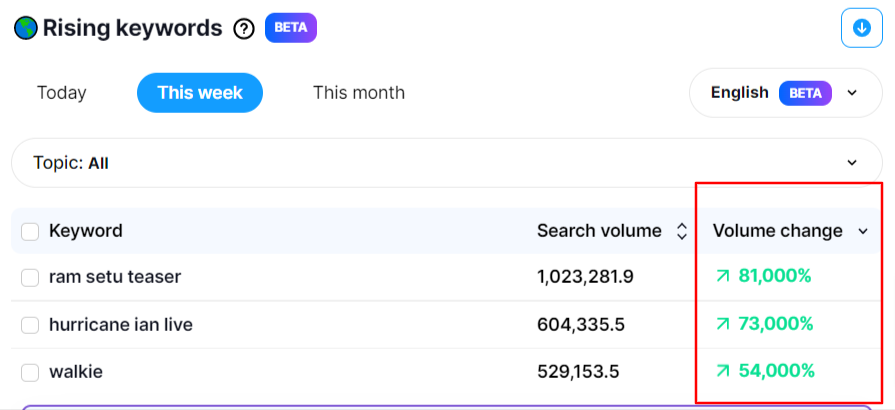 Rising keywords ? BETA
Today This week This month English BETA
Topic: All
Keyword Search volume Volume change
ram setu teaser 1,023,281.9 81,000%
hurricane ian live 604,335.5 73,000%
walkie 529,153.5 54,000%